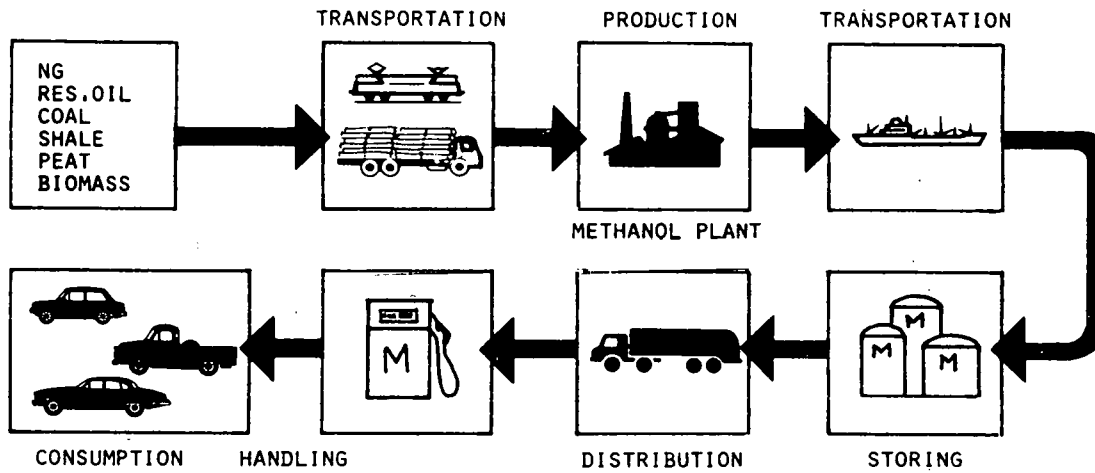 TRANSPORTATION
PRODUCTION
TRANSPORTATION
NG
RES.OIL
COAL
SHALE
PEAT
BIOMASS
METHANOL PLANT
M
M
M
M
CONSUMPTION
HANDLING
DISTRIBUTION
STORING